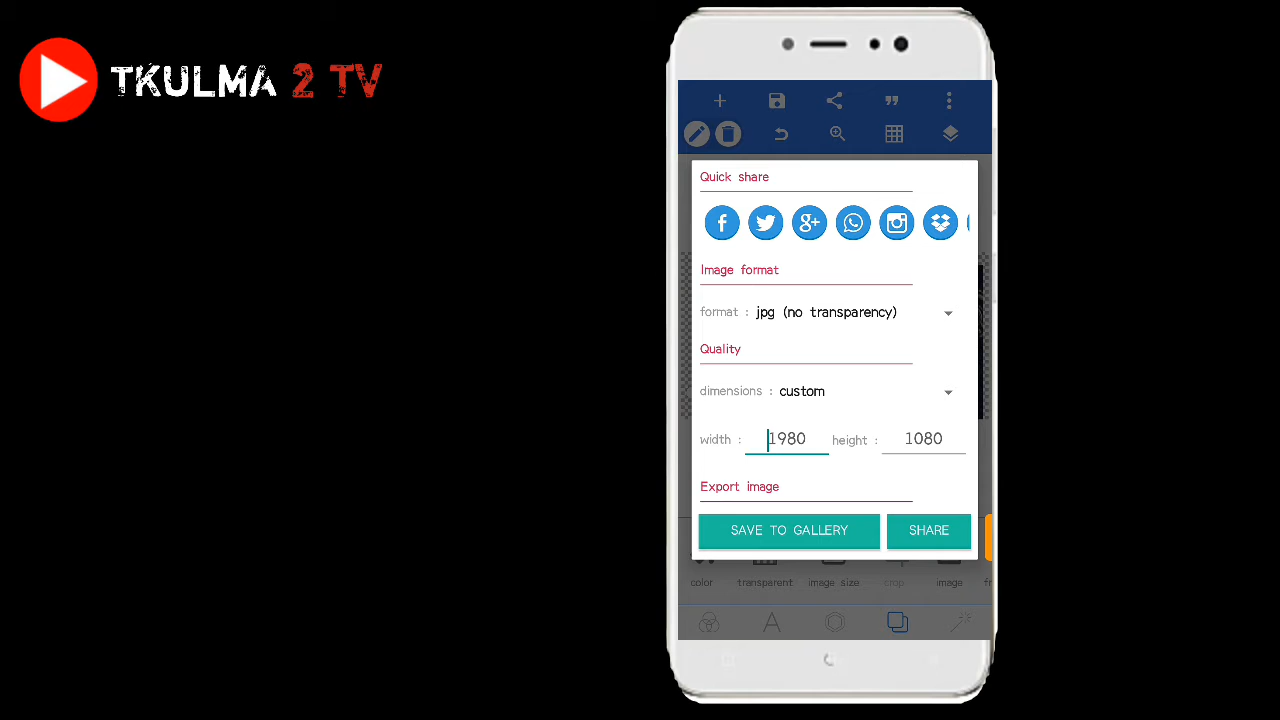 TKULMA 2 TV
Quick share
Image format
format : jpg (no transparency)
Quality
dimensions : custom
width : 1980 height : 1080
Export image
SAVE TO GALLERY SHARE
color transparent image size crop image fr